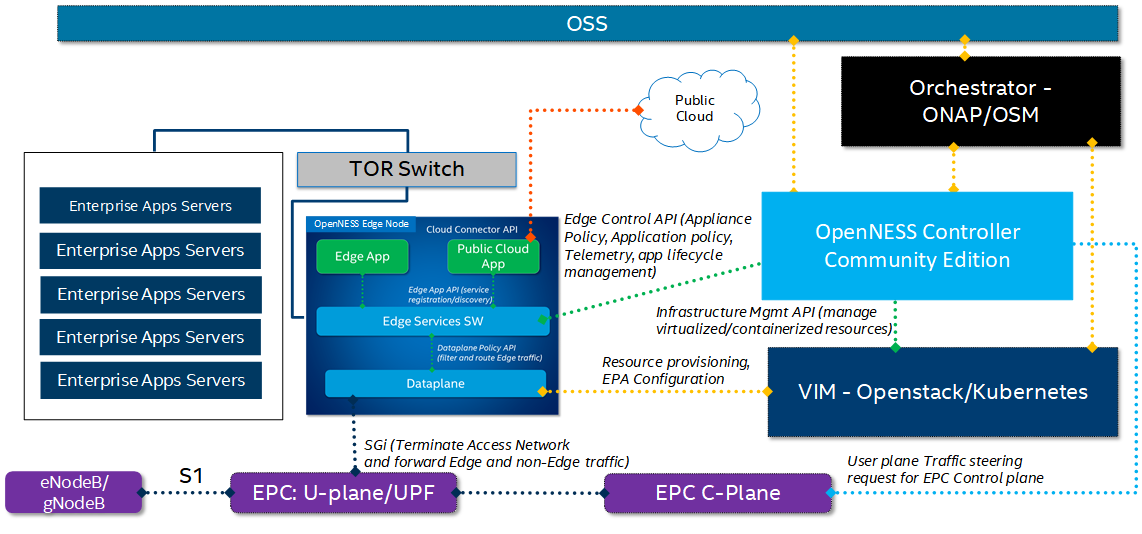 OSS
Orchestrator -
ONAP/OSM
Public
Cloud
TOR Switch
Enterprise Apps Servers
Enterprise Apps Servers
Enterprise Apps Servers
Enterprise Apps Servers
Enterprise Apps Servers
OpenNESS Edge Node
Cloud Connector API
Edge App
Public Cloud
App
Edge App API (service
registration/discovery)
Edge Services SW
Dataplane Policy API
(filter and route Edge traffic)
Dataplane
Edge Control API (Appliance
Policy, Application policy,
Telemetry, app lifecycle
management)
OpenNESS Controller
Community Edition
Infrastructure Mgmt API (manage
virtualized/containerized resources)
Resource provisioning,
EPA Configuration
VIM - Openstack/Kubernetes
SGi (Terminate Access Network
and forward Edge and non-Edge traffic)
User plane Traffic steering
request for EPC Control plane
eNodeB/
gNodeB
S1
EPC: U-plane/UPF
EPC C-Plane